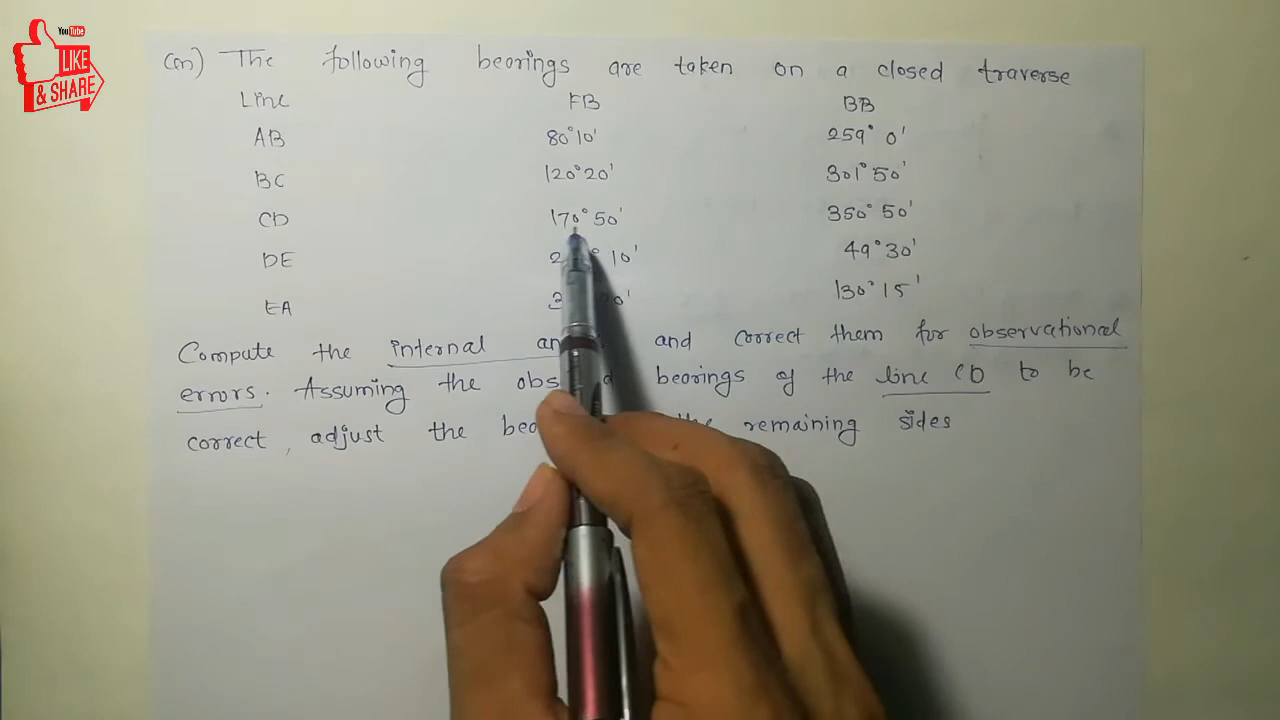 YouTube
LIKE
& SHARE
(m) The following bearings are taken on a closed traverse
Line FB BB
AB 80°10' 259° 0'
BC 120°20' 301°50'
CD 170°50' 350°50'
DE 10' 49°30'
EA 130°15'
Compute the internal and correct them for observational
errors. Assuming the bearings of the line CD to be
correct, adjust the remaining sides